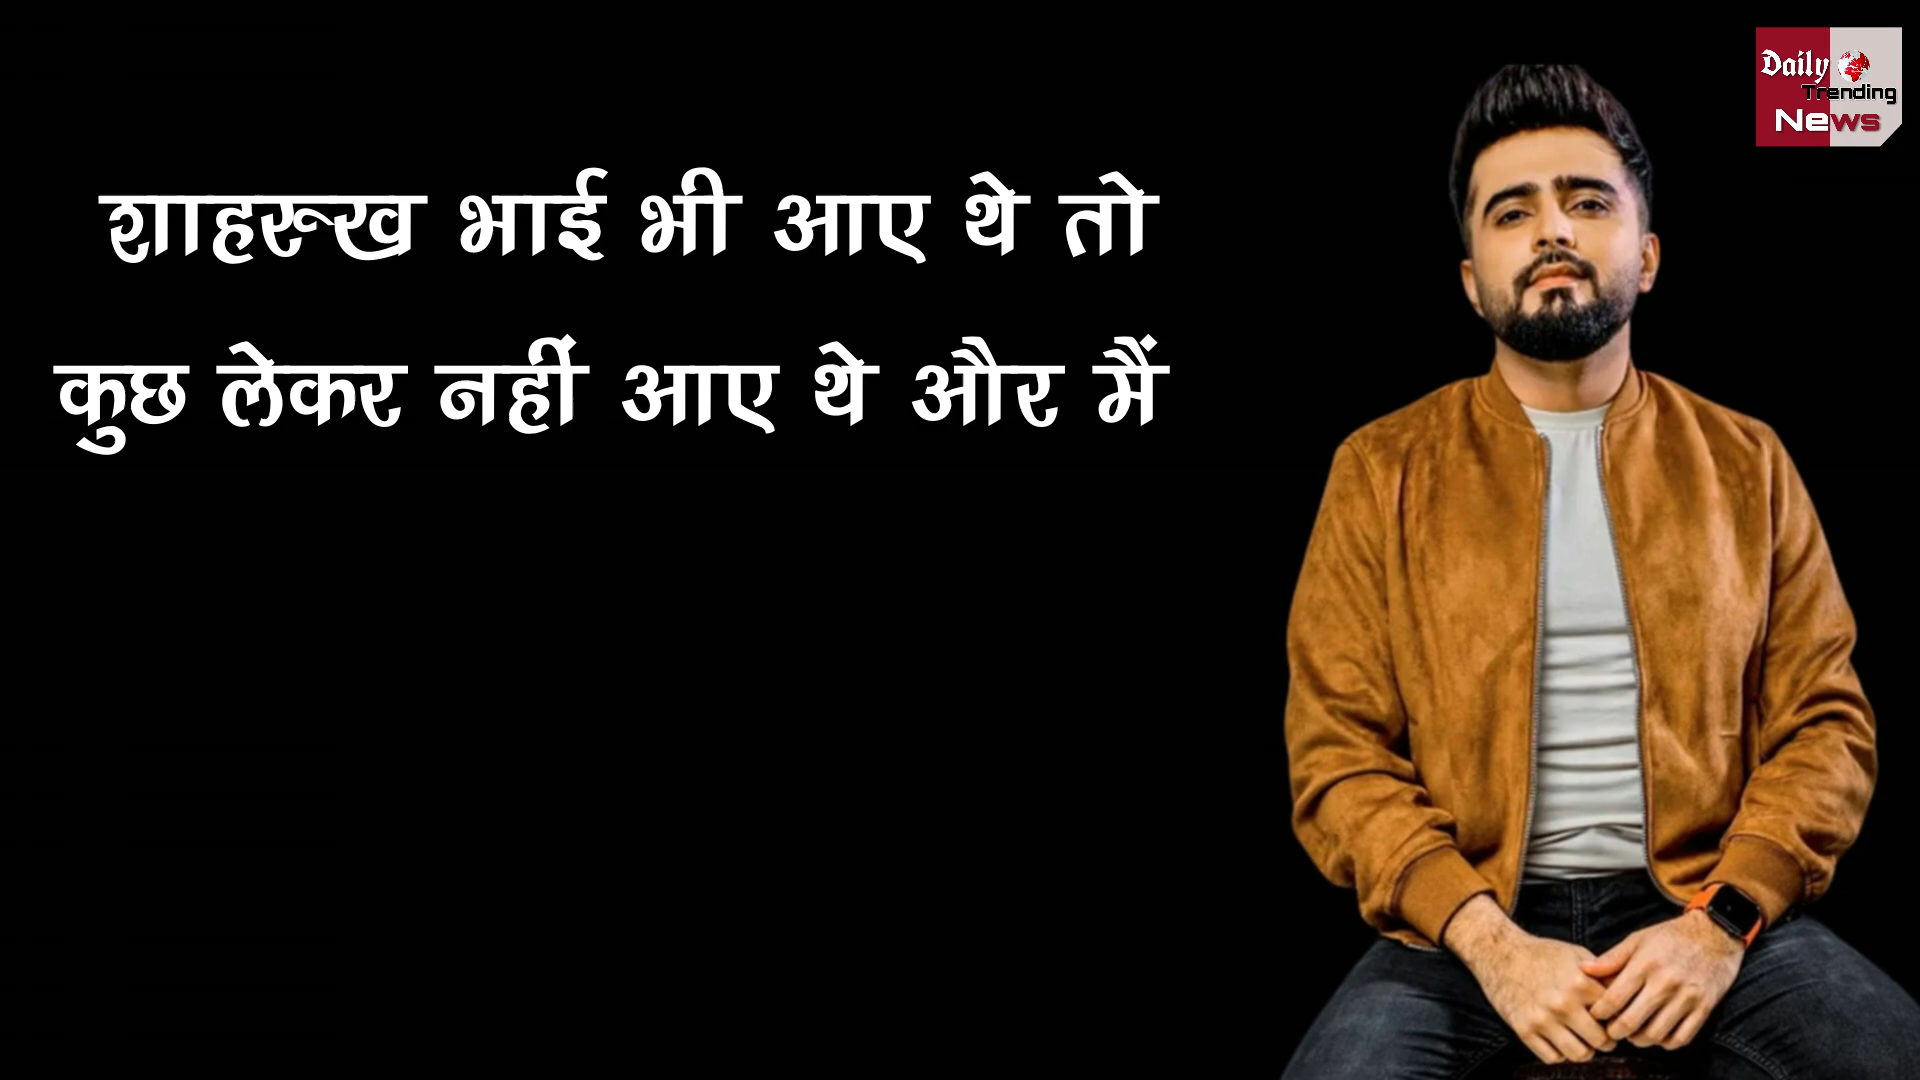 Daily
Trending
News
शाहरूख भाई भी आए थे तो
कुछ लेकर नहीं आए थे और मैं